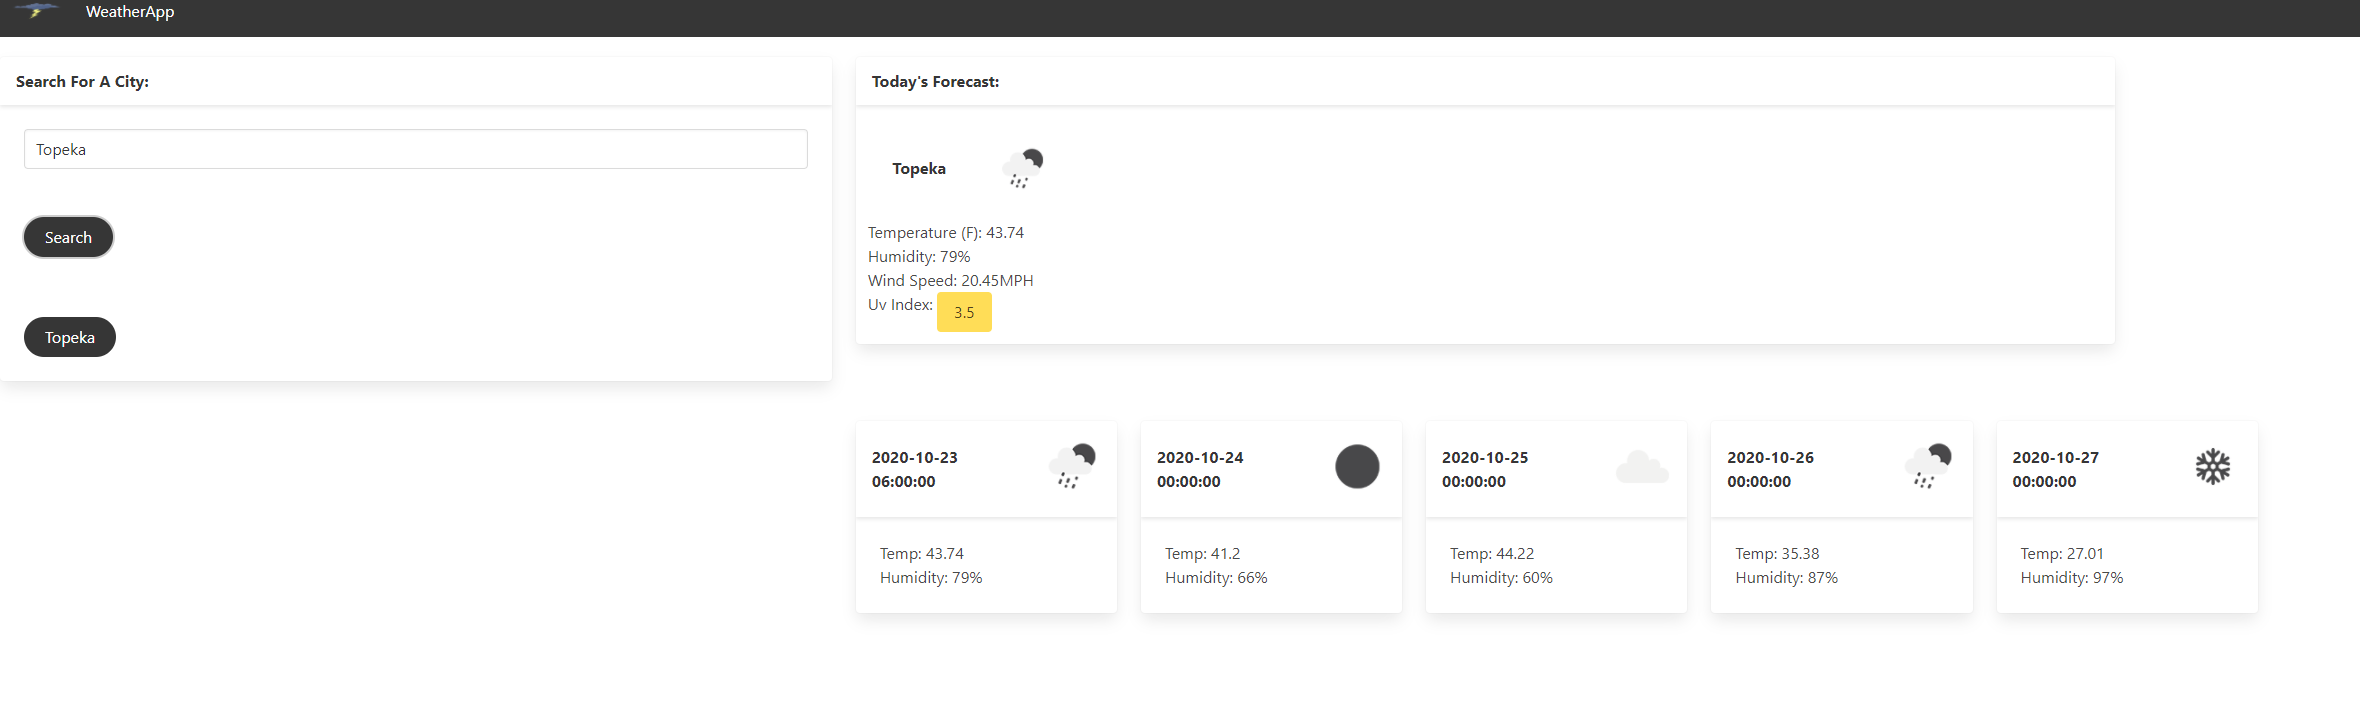 WeatherApp
Search For A City:
Topeka
Search
Topeka
Today's Forecast:
Topeka
Temperature (F): 43.74
Humidity: 79%
Wind Speed: 20.45MPH
Uv Index: 3.5
2020-10-23
06:00:00
Temp: 43.74
Humidity: 79%
2020-10-24
00:00:00
Temp: 41.2
Humidity: 66%
2020-10-25
00:00:00
Temp: 44.22
Humidity: 60%
2020-10-26
00:00:00
Temp: 35.38
Humidity: 87%
2020-10-27
00:00:00
Temp: 27.01
Humidity: 97%